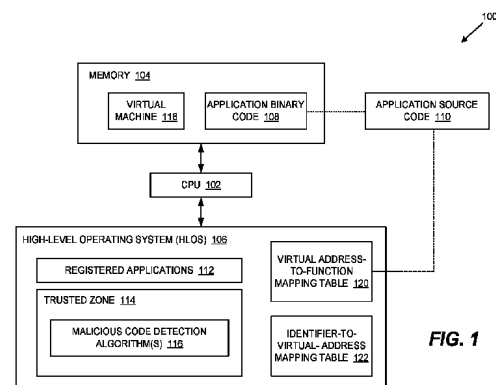 100
MEMORY 104
VIRTUAL
MACHINE 118
APPLICATION BINARY
CODE 108
APPLICATION SOURCE
CODE 110
CPU 102
HIGH-LEVEL OPERATING SYSTEM (HLOS) 106
REGISTERED APPLICATIONS 112
TRUSTED ZONE 114
MALICIOUS CODE DETECTION
ALGORITHM(S) 116
VIRTUAL ADDRESS-
TO-FUNCTION
MAPPING TABLE 120
IDENTIFIER-TO-
VIRTUAL- ADDRESS
MAPPING TABLE 122
FIG. 1